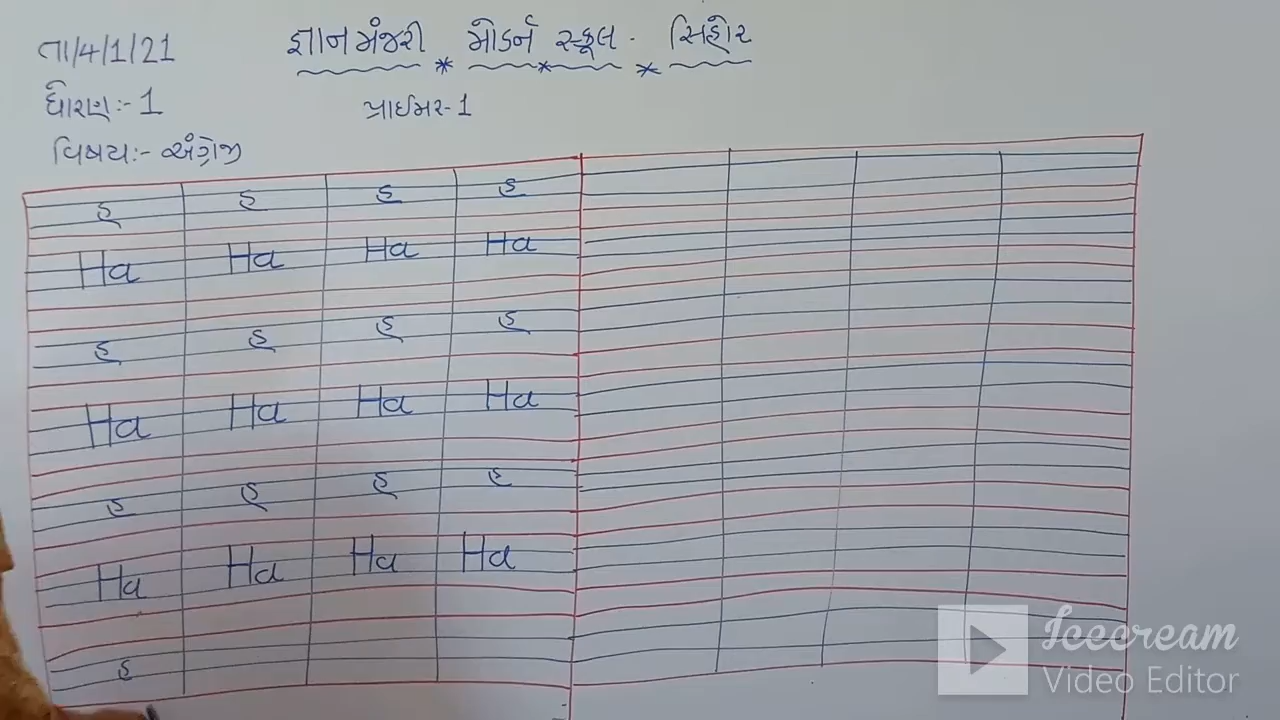 તા/4/1/21
જ્ઞાનમંજરી મોડર્ન સ્કૂલ - સિહોર
ધોરણ:- 1
પ્રાઈમર-1
વિષય:- અંગ્રેજી
હ હ હ હ
Ha Ha Ha Ha
હ હ હ હ
Ha Ha Ha Ha
હ હ હ હ
Ha Ha Ha Ha
હ
Icecream
Video Editor